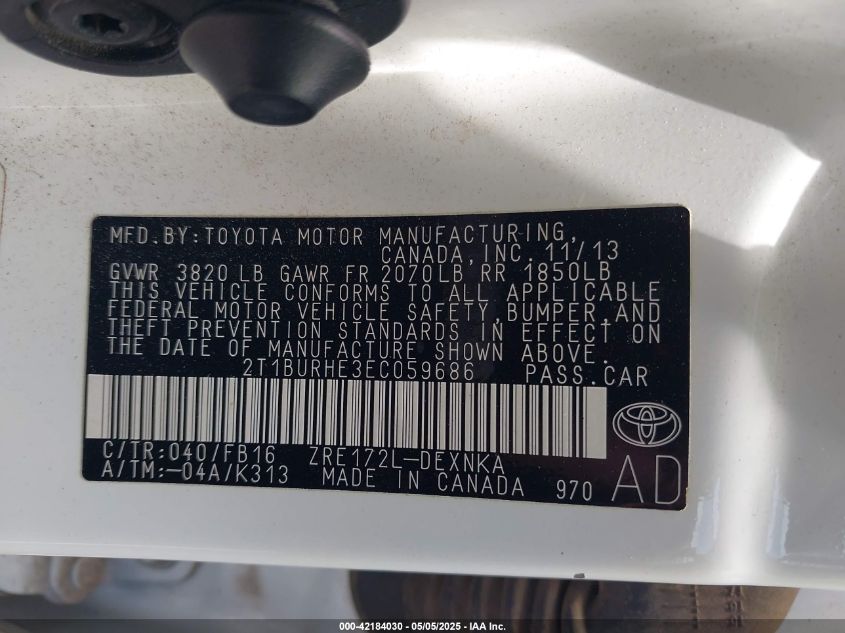 MFD.BY:TOYOTA MOTOR MANUFACTURING,
CANADA,INC. 11/13
GVWR 3820 LB GAWR FR 2070LB RR 1850LB
THIS VEHICLE CONFORMS TO ALL APPLICABLE
FEDERAL MOTOR VEHICLE SAFETY,BUMPER,AND
THEFT PREVENTION STANDARDS IN EFFECT ON
THE DATE OF MANUFACTURE SHOWN ABOVE.
2T1BURHE3EC059686 PASS.CAR
C/TR:040/FB16 ZRE172L-DEXNKA
A/TM:-04A/K313 MADE IN CANADA 970 AD
000-42184030 - 05/05/2025 - IAA Inc.